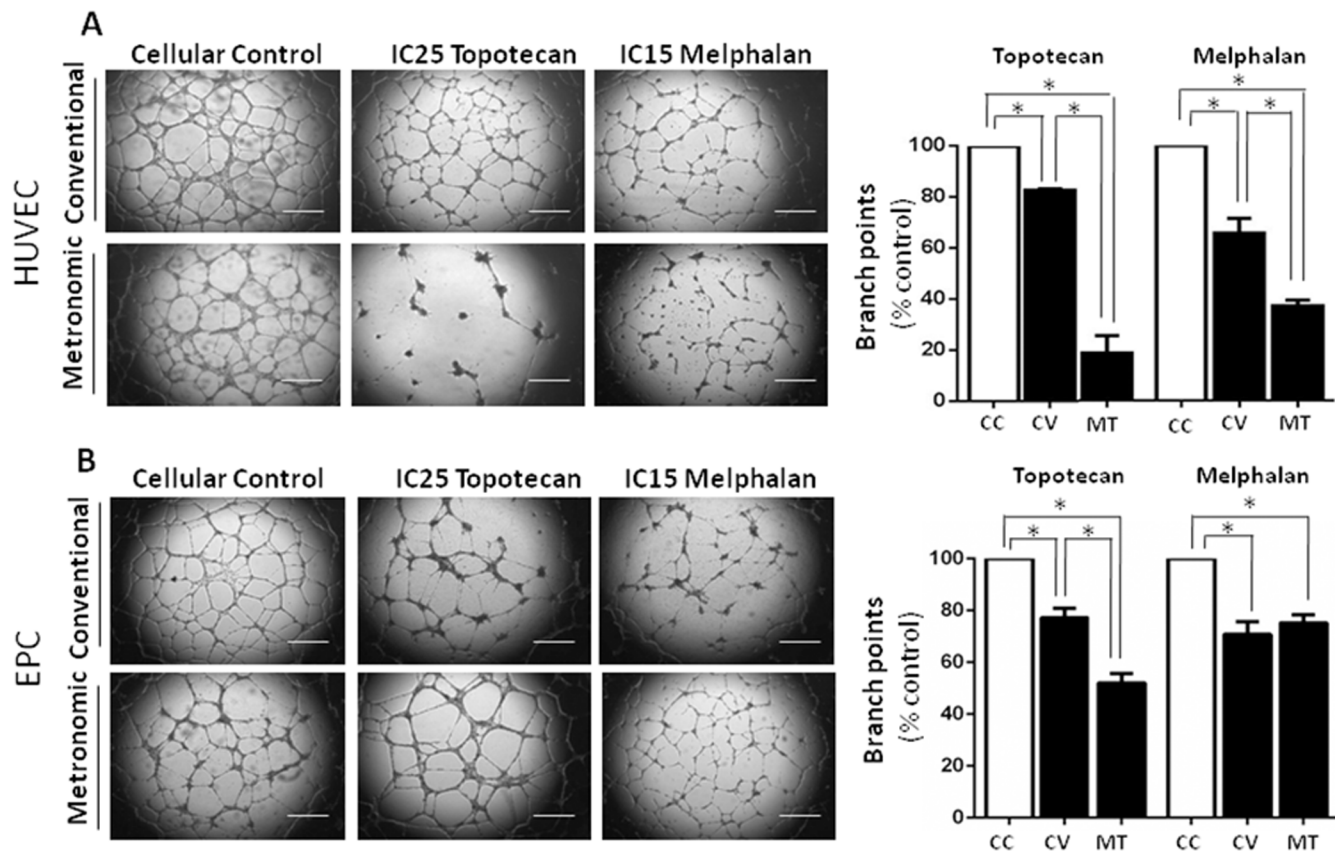 A
Cellular Control IC25 Topotecan IC15 Melphalan
HUVEC
Conventional
Metronomic
Topotecan Melphalan
* *
* * * *
Branch points
(% control)
100
80
60
40
20
0
CC CV MT CC CV MT
B
Cellular Control IC25 Topotecan IC15 Melphalan
EPC
Conventional
Metronomic
Topotecan Melphalan
* *
* * *
Branch points
(% control)
100
80
60
40
20
0
CC CV MT CC CV MT